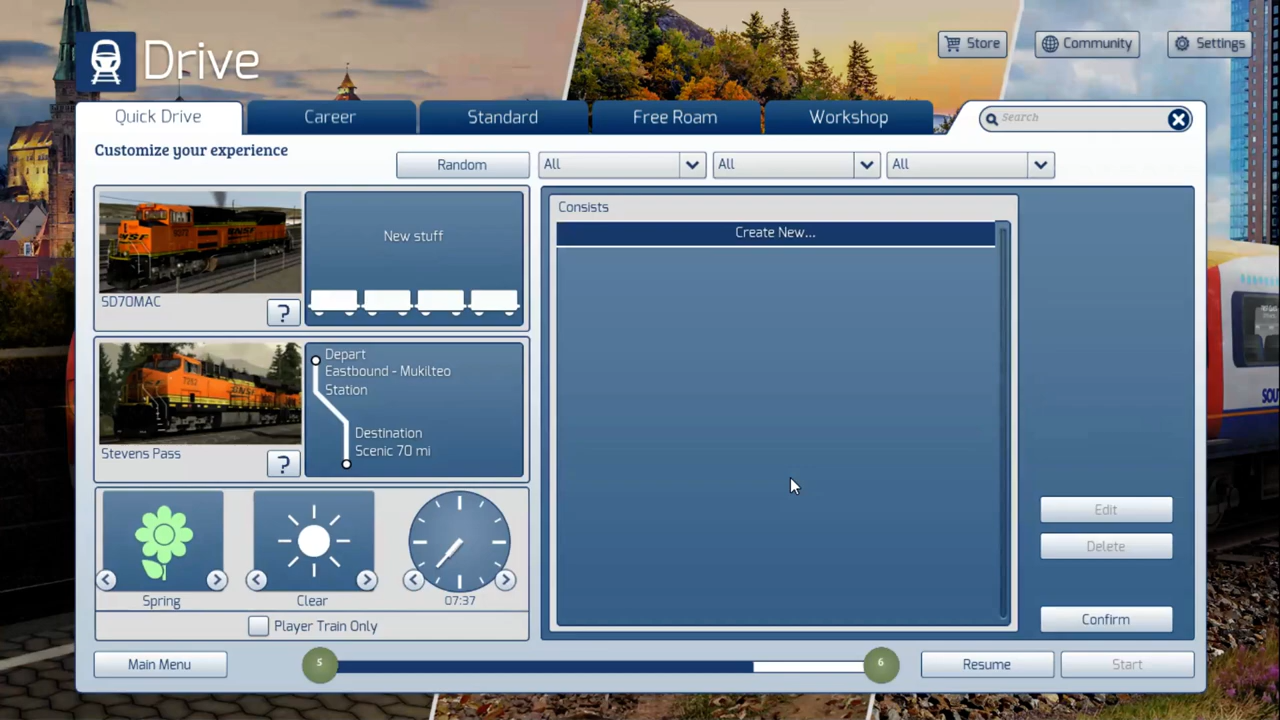 Drive
Store
Community
Settings
Quick Drive
Career
Standard
Free Roam
Workshop
Search
Customize your experience
Random
All
All
All
SD70MAC
?
New stuff
Consists
Create New...
Stevens Pass
?
Depart
Eastbound - Mukilteo
Station
Destination
Scenic 70 mi
Edit
Delete
Confirm
Spring
Clear
07:37
Player Train Only
Main Menu
5
6
Resume
Start